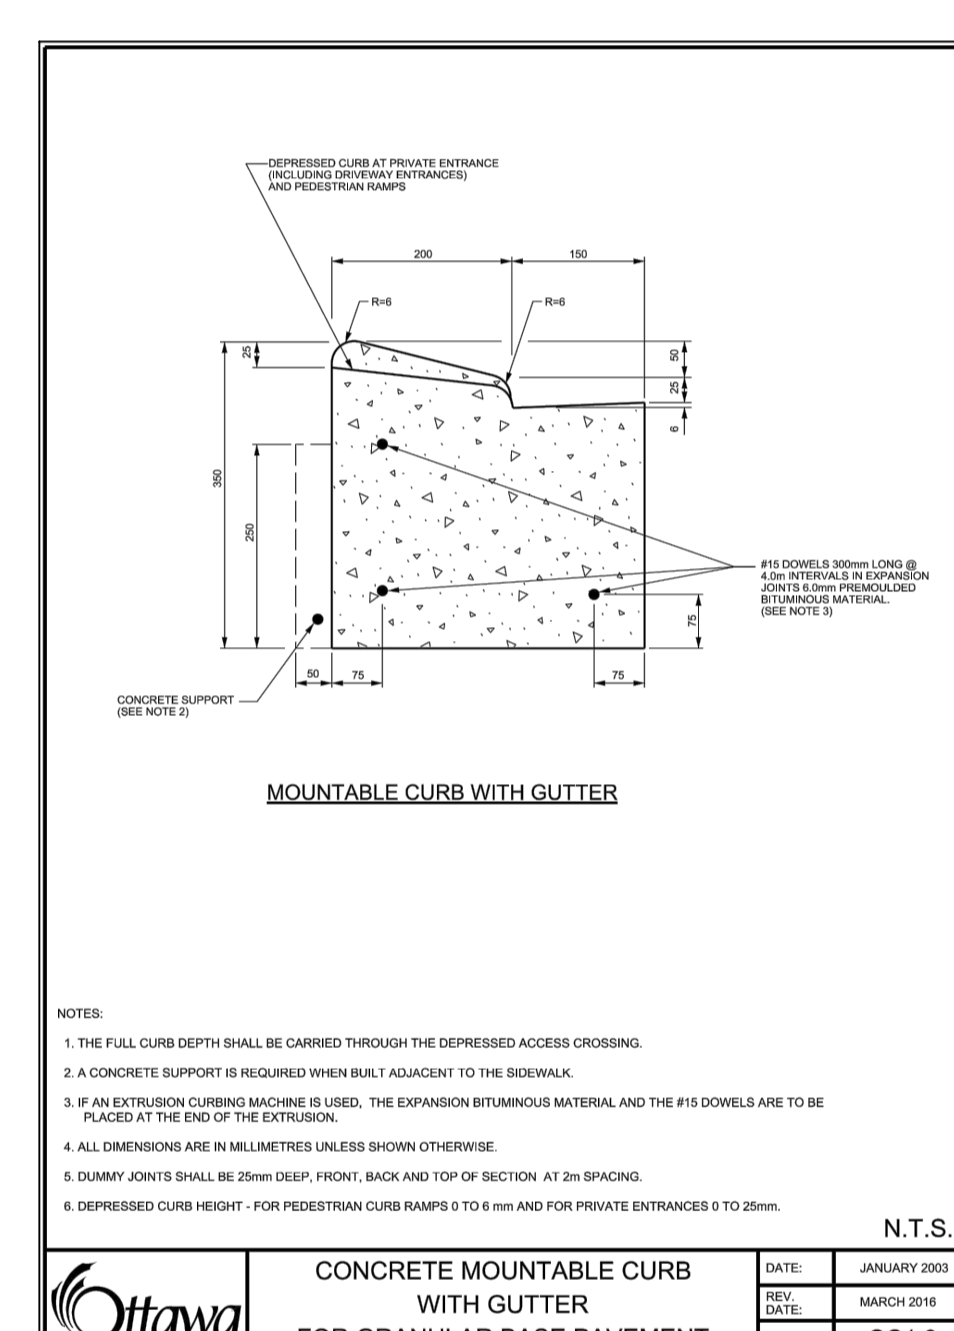 DEPRESSED CURB AT PRIVATE ENTRANCE
(INCLUDING DRIVEWAY ENTRANCES)
AND PEDESTRIAN RAMPS
200
150
R=6
R=6
25
50
25
6
350
250
#15 DOWELS 300mm LONG @
4.0m INTERVALS IN EXPANSION
JOINTS 6.0mm PREMOULDED
BITUMINOUS MATERIAL.
(SEE NOTE 3)
75
50
75
75
CONCRETE SUPPORT
(SEE NOTE 2)
MOUNTABLE CURB WITH GUTTER
NOTES:
1. THE FULL CURB DEPTH SHALL BE CARRIED THROUGH THE DEPRESSED ACCESS CROSSING.
2. A CONCRETE SUPPORT IS REQUIRED WHEN BUILT ADJACENT TO THE SIDEWALK.
3. IF AN EXTRUSION CURBING MACHINE IS USED, THE EXPANSION BITUMINOUS MATERIAL AND THE #15 DOWELS ARE TO BE
PLACED AT THE END OF THE EXTRUSION.
4. ALL DIMENSIONS ARE IN MILLIMETRES UNLESS SHOWN OTHERWISE.
5. DUMMY JOINTS SHALL BE 25mm DEEP, FRONT, BACK AND TOP OF SECTION AT 2m SPACING.
6. DEPRESSED CURB HEIGHT - FOR PEDESTRIAN CURB RAMPS 0 TO 6 mm AND FOR PRIVATE ENTRANCES 0 TO 25mm.
N.T.S.
Ottawa
CONCRETE MOUNTABLE CURB
WITH GUTTER
FOR GRANULAR BASE PAVEMENT
DATE:
JANUARY 2003
REV.
DATE:
MARCH 2016